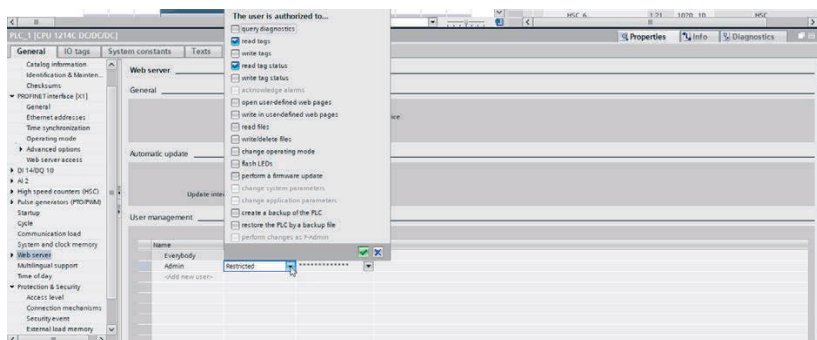 The user is authorized to...
query diagnostics
read tags
write tags
read tag status
write tag status
acknowledge alarms
open user-defined web pages
write in user-defined web pages
read files
write/delete files
change operating mode
flash LEDs
perform a firmware update
change system parameters
change application parameters
create a backup of the PLC
restore the PLC by a backup file
perform changes as F-Admin
HSC_6 1.21 1020...10 HSC
PLC_1 [CPU 1214C DC/DC/DC]
Properties Info Diagnostics
General IO tags System constants Texts
Catalog information
Identification & Mainten...
Checksums
PROFINET interface [X1]
General
Ethernet addresses
Time synchronization
Operating mode
Advanced options
Web server access
DI 14/DQ 10
AI 2
High speed counters (HSC)
Pulse generators (PTO/PWM)
Startup
Cycle
Communication load
System and clock memory
Web server
Multilingual support
Time of day
Protection & Security
Access level
Connection mechanisms
Security event
External load memory
Web server
General
ice.
Automatic update
Update inte
User management
Name
Everybody
Admin Restricted *************
<Add new user>